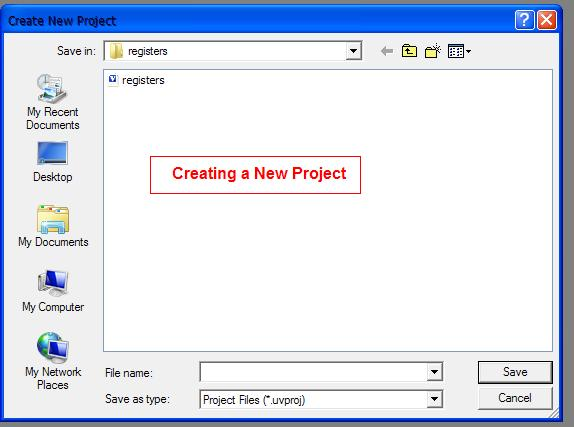 Create New Project
Save in: registers
registers
My Recent
Documents
Creating a New Project
Desktop
My Documents
My Computer
My Network
Places
File name:
Save
Save as type: Project Files (*.uvproj)
Cancel